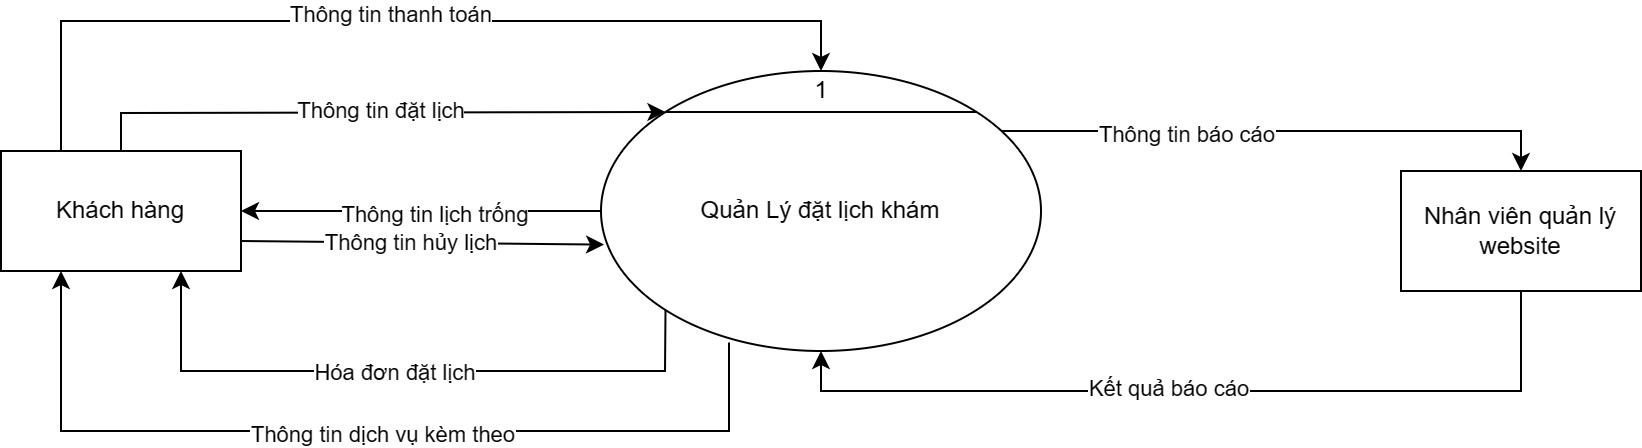 Thông tin thanh toán
1
Thông tin đặt lịch
Thông tin báo cáo
Khách hàng
Thông tin lịch trống
Quản Lý đặt lịch khám
Nhân viên quản lý
website
Thông tin hủy lịch
Hóa đơn đặt lịch
Kết quả báo cáo
Thông tin dịch vụ kèm theo